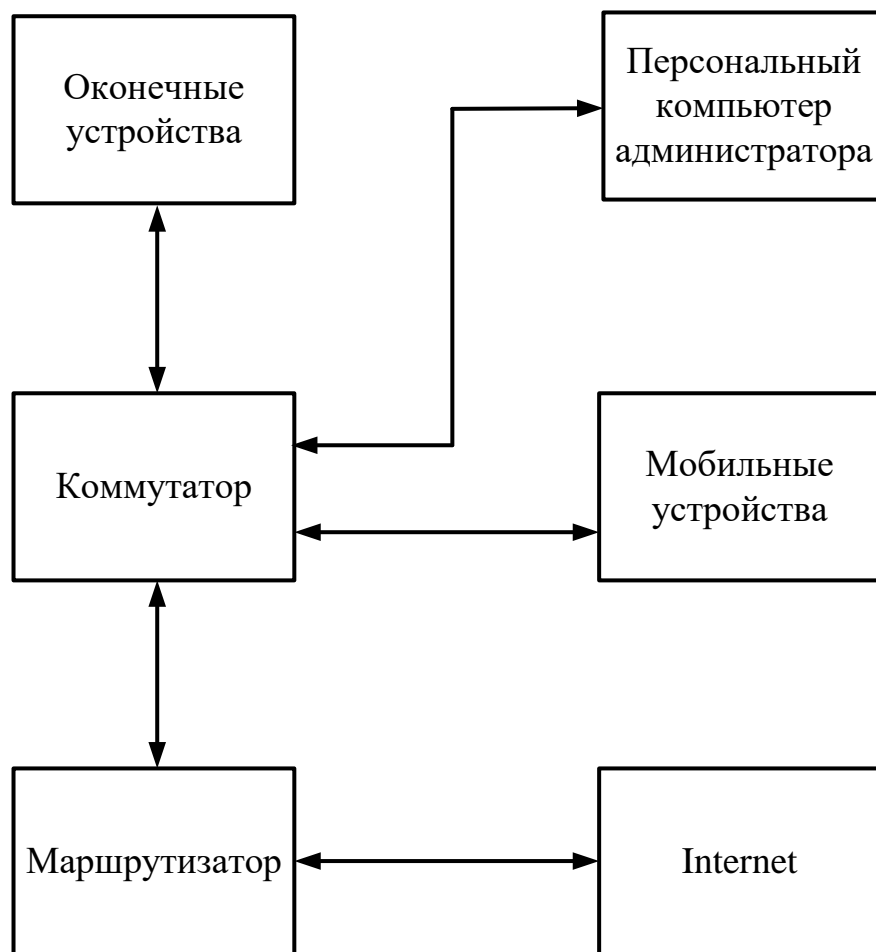 Оконечные
устройства
Персональный
компьютер
администратора
Коммутатор
Мобильные
устройства
Маршрутизатор
Internet